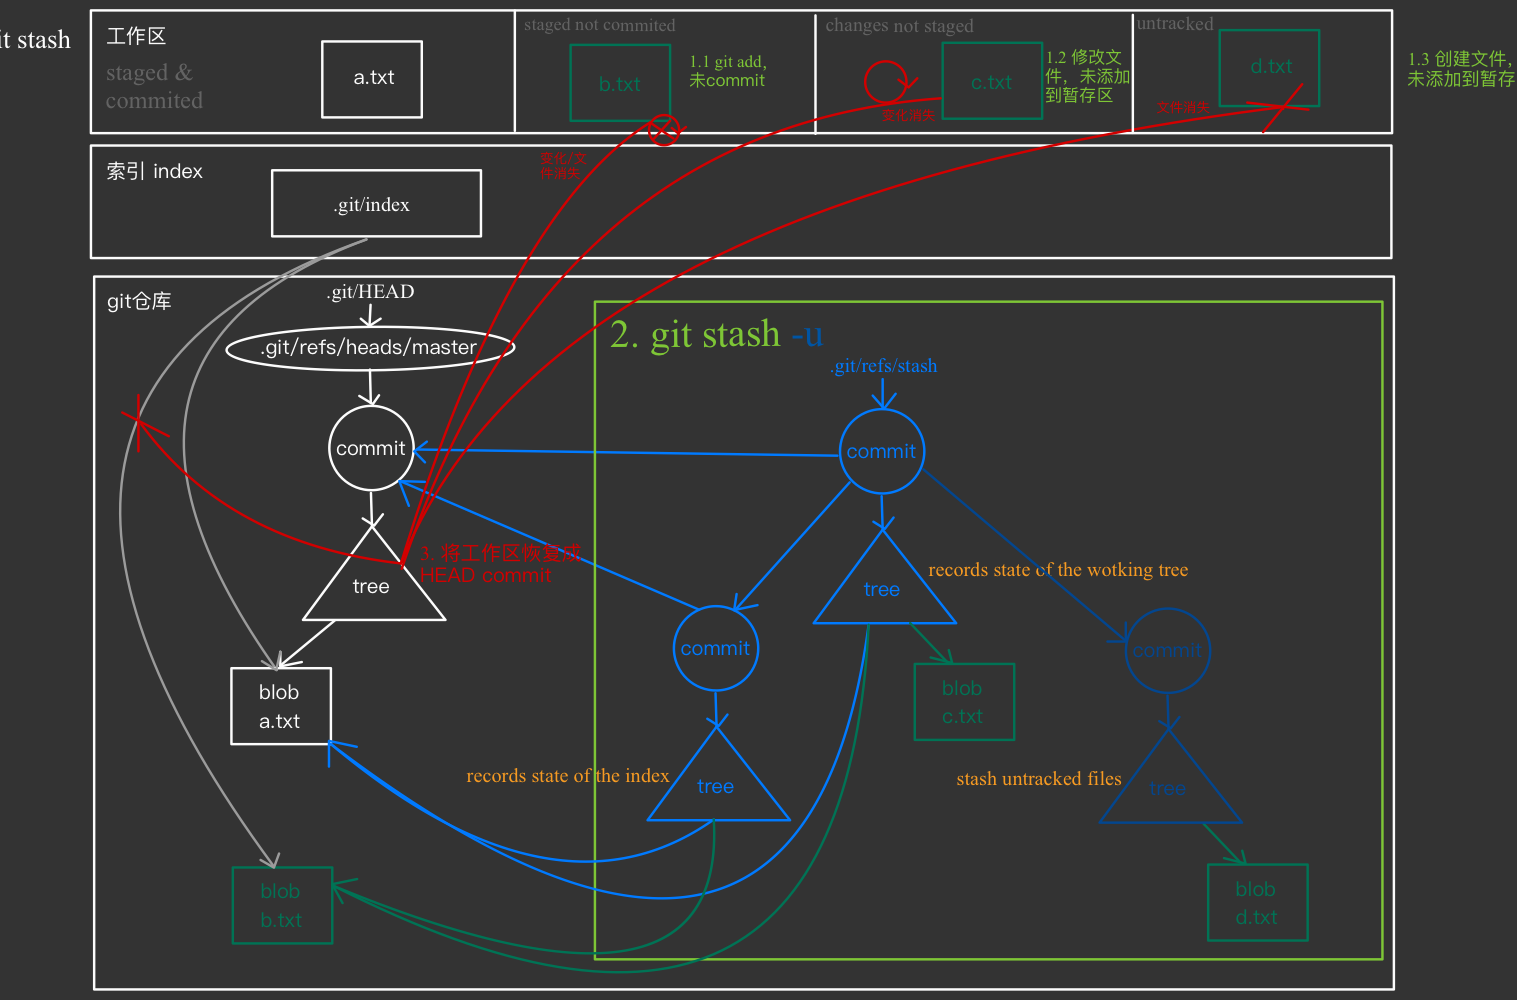 it stash
工作区
staged &
commited
a.txt
staged not commited
b.txt
1.1 git add,
未commit
变化/文
件消失
changes not staged
c.txt
变化消失
1.2 修改文
件，未添加
到暂存区
untracked
d.txt
文件消失
1.3 创建文件，
未添加到暂存
索引 index
.git/index
git仓库
.git/HEAD
.git/refs/heads/master
commit
tree
3. 将工作区恢复成
HEAD commit
blob
a.txt
blob
b.txt
2. git stash -u
.git/refs/stash
commit
tree
records state of the wotking tree
blob
c.txt
commit
tree
records state of the index
commit
tree
stash untracked files
blob
d.txt